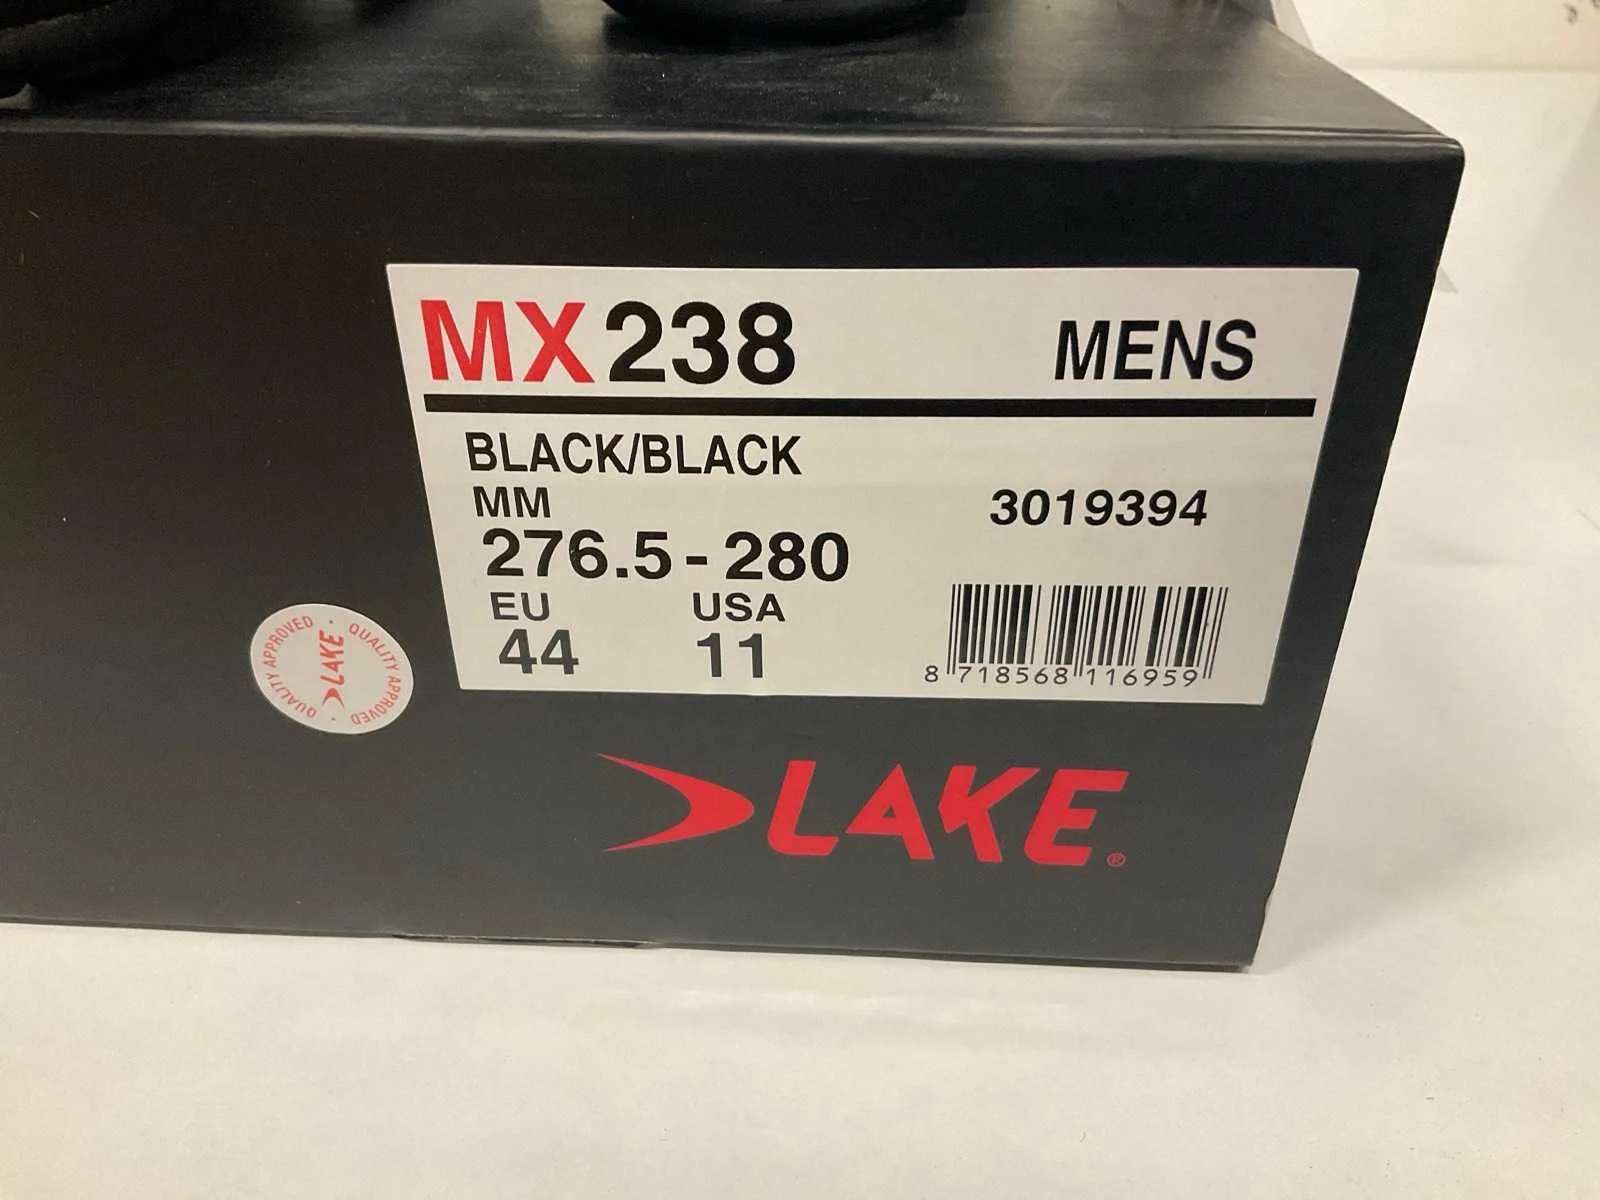 MX238 MENS
BLACK/BLACK
MM 3019394
276.5-280
EU USA
44 11
8 718568 116959
QUALITY APPROVED · QUALITY APPROVED ·
LAKE
LAKE®